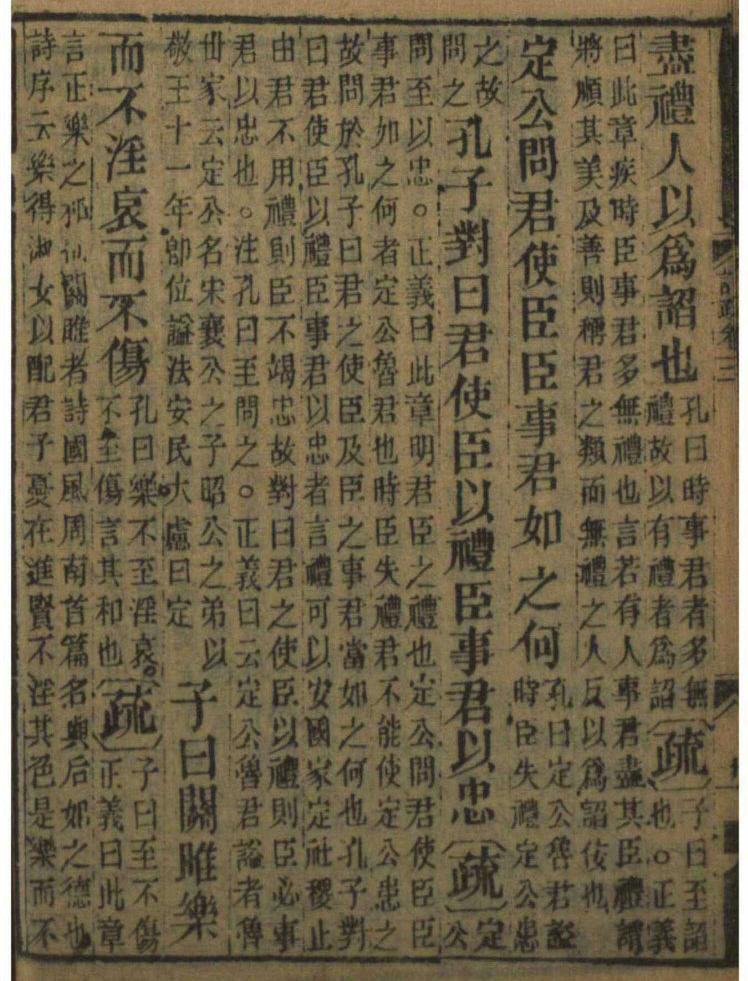 盡禮人以爲諂也
孔曰時事君者多無
禮故以有禮者爲諂
疏
子曰至諂
也。正義
曰此章疾時臣事君多無禮也言若有人事君盡其臣禮謂
將順其美及善則稱君之類而無禮之人反以爲諂佞也
定公問君使臣臣事君如之何
孔曰定公魯君諡
時臣失禮定公患
之故
問之
孔子對曰君使臣以禮臣事君以忠
疏
定
公
問至以忠。正義曰此章明君臣之禮也定公問君使臣臣
事君如之何者定公魯君也時臣失禮君不能使定公患之
故問於孔子曰君之使臣及臣之事君當如之何也孔子對
曰君使臣以禮臣事君以忠者言禮可以安國家定社稷止
由君不用禮則臣不竭忠故對曰君之使臣以禮則臣必事
君以忠也。注孔曰至問之。正義曰云定公魯君諡者魯
世家云定公名宋襄公之子昭公之弟以
敬王十一年卽位諡法安民大慮曰定
子曰關雎樂
而不淫哀而不傷
孔曰樂不至淫哀
不至傷言其和也
疏
子曰至不傷
正義曰此章
言正樂之和也關雎者詩國風周南首篇名興后妃之德也
詩序云樂得淑女以配君子憂在進賢不淫其色是樂而不